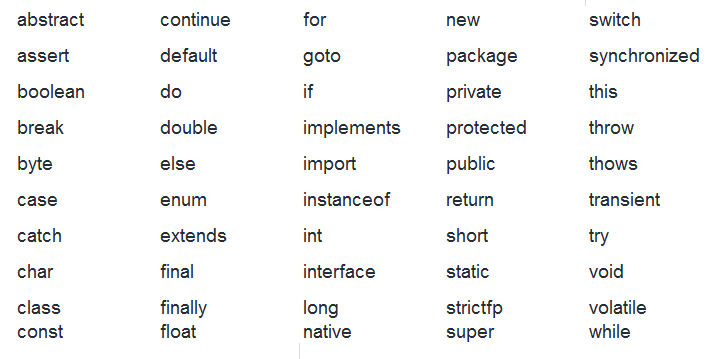 abstract continue for new switch
assert default goto package synchronized
boolean do if private this
break double implements protected throw
byte else import public thows
case enum instanceof return transient
catch extends int short try
char final interface static void
class finally long strictfp volatile
const float native super while